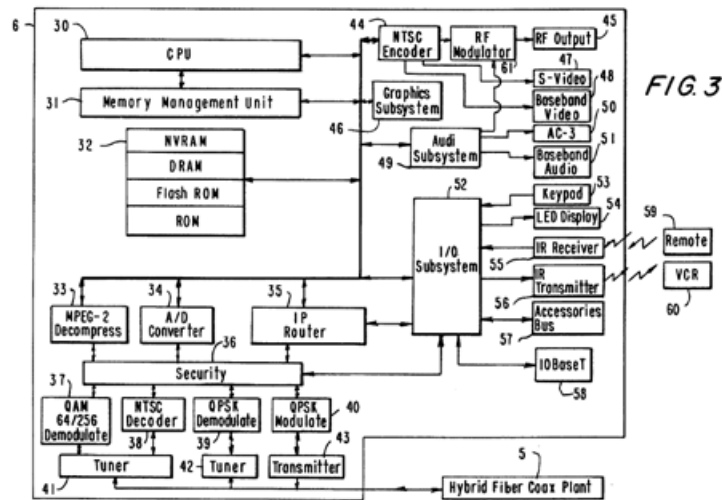 6
30
CPU
31
Memory Management Unit
32
NVRAM
DRAM
Flash ROM
ROM
44
NTSC
Encoder
RF
Modulator
61
RF Output
45
47
S-Video
48
Baseband
Video
50
AC-3
51
Baseband
Audio
FIG. 3
Graphics
Subsystem
46
Audi
Subsystem
49
52
I/O
Subsystem
Keypad
53
LED Display
54
IR Receiver
55
IR
Transmitter
56
Accessories
Bus
57
59
Remote
VCR
60
10BaseT
58
33
MPEG-2
Decompress
34
A/D
Converter
35
IP
Router
36
Security
37
QAM
64/256
Demodulate
NTSC
Decoder
38
QPSK
Demodulate
39
QPSK
Modulate
40
43
Tuner
41
Tuner
42
Transmitter
5
Hybrid Fiber Coax Plant